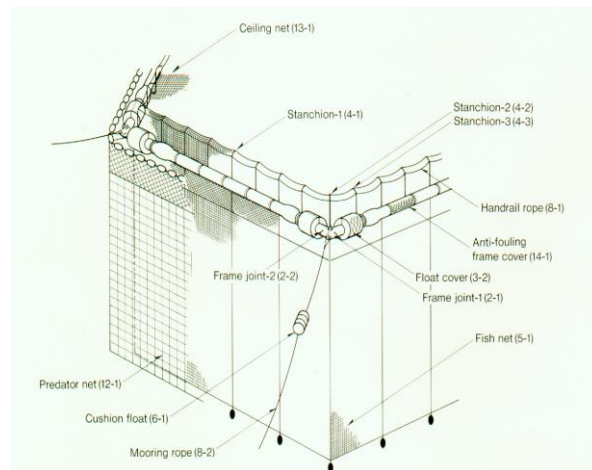 Ceiling net (13-1)
Stanchion-1 (4-1)
Stanchion-2 (4-2)
Stanchion-3 (4-3)
Handrail rope (8-1)
Anti-fouling
frame cover (14-1)
Frame joint-2 (2-2)
Float cover (3-2)
Frame joint-1 (2-1)
Fish net (5-1)
Predator net (12-1)
Cushion float (6-1)
Mooring rope (8-2)